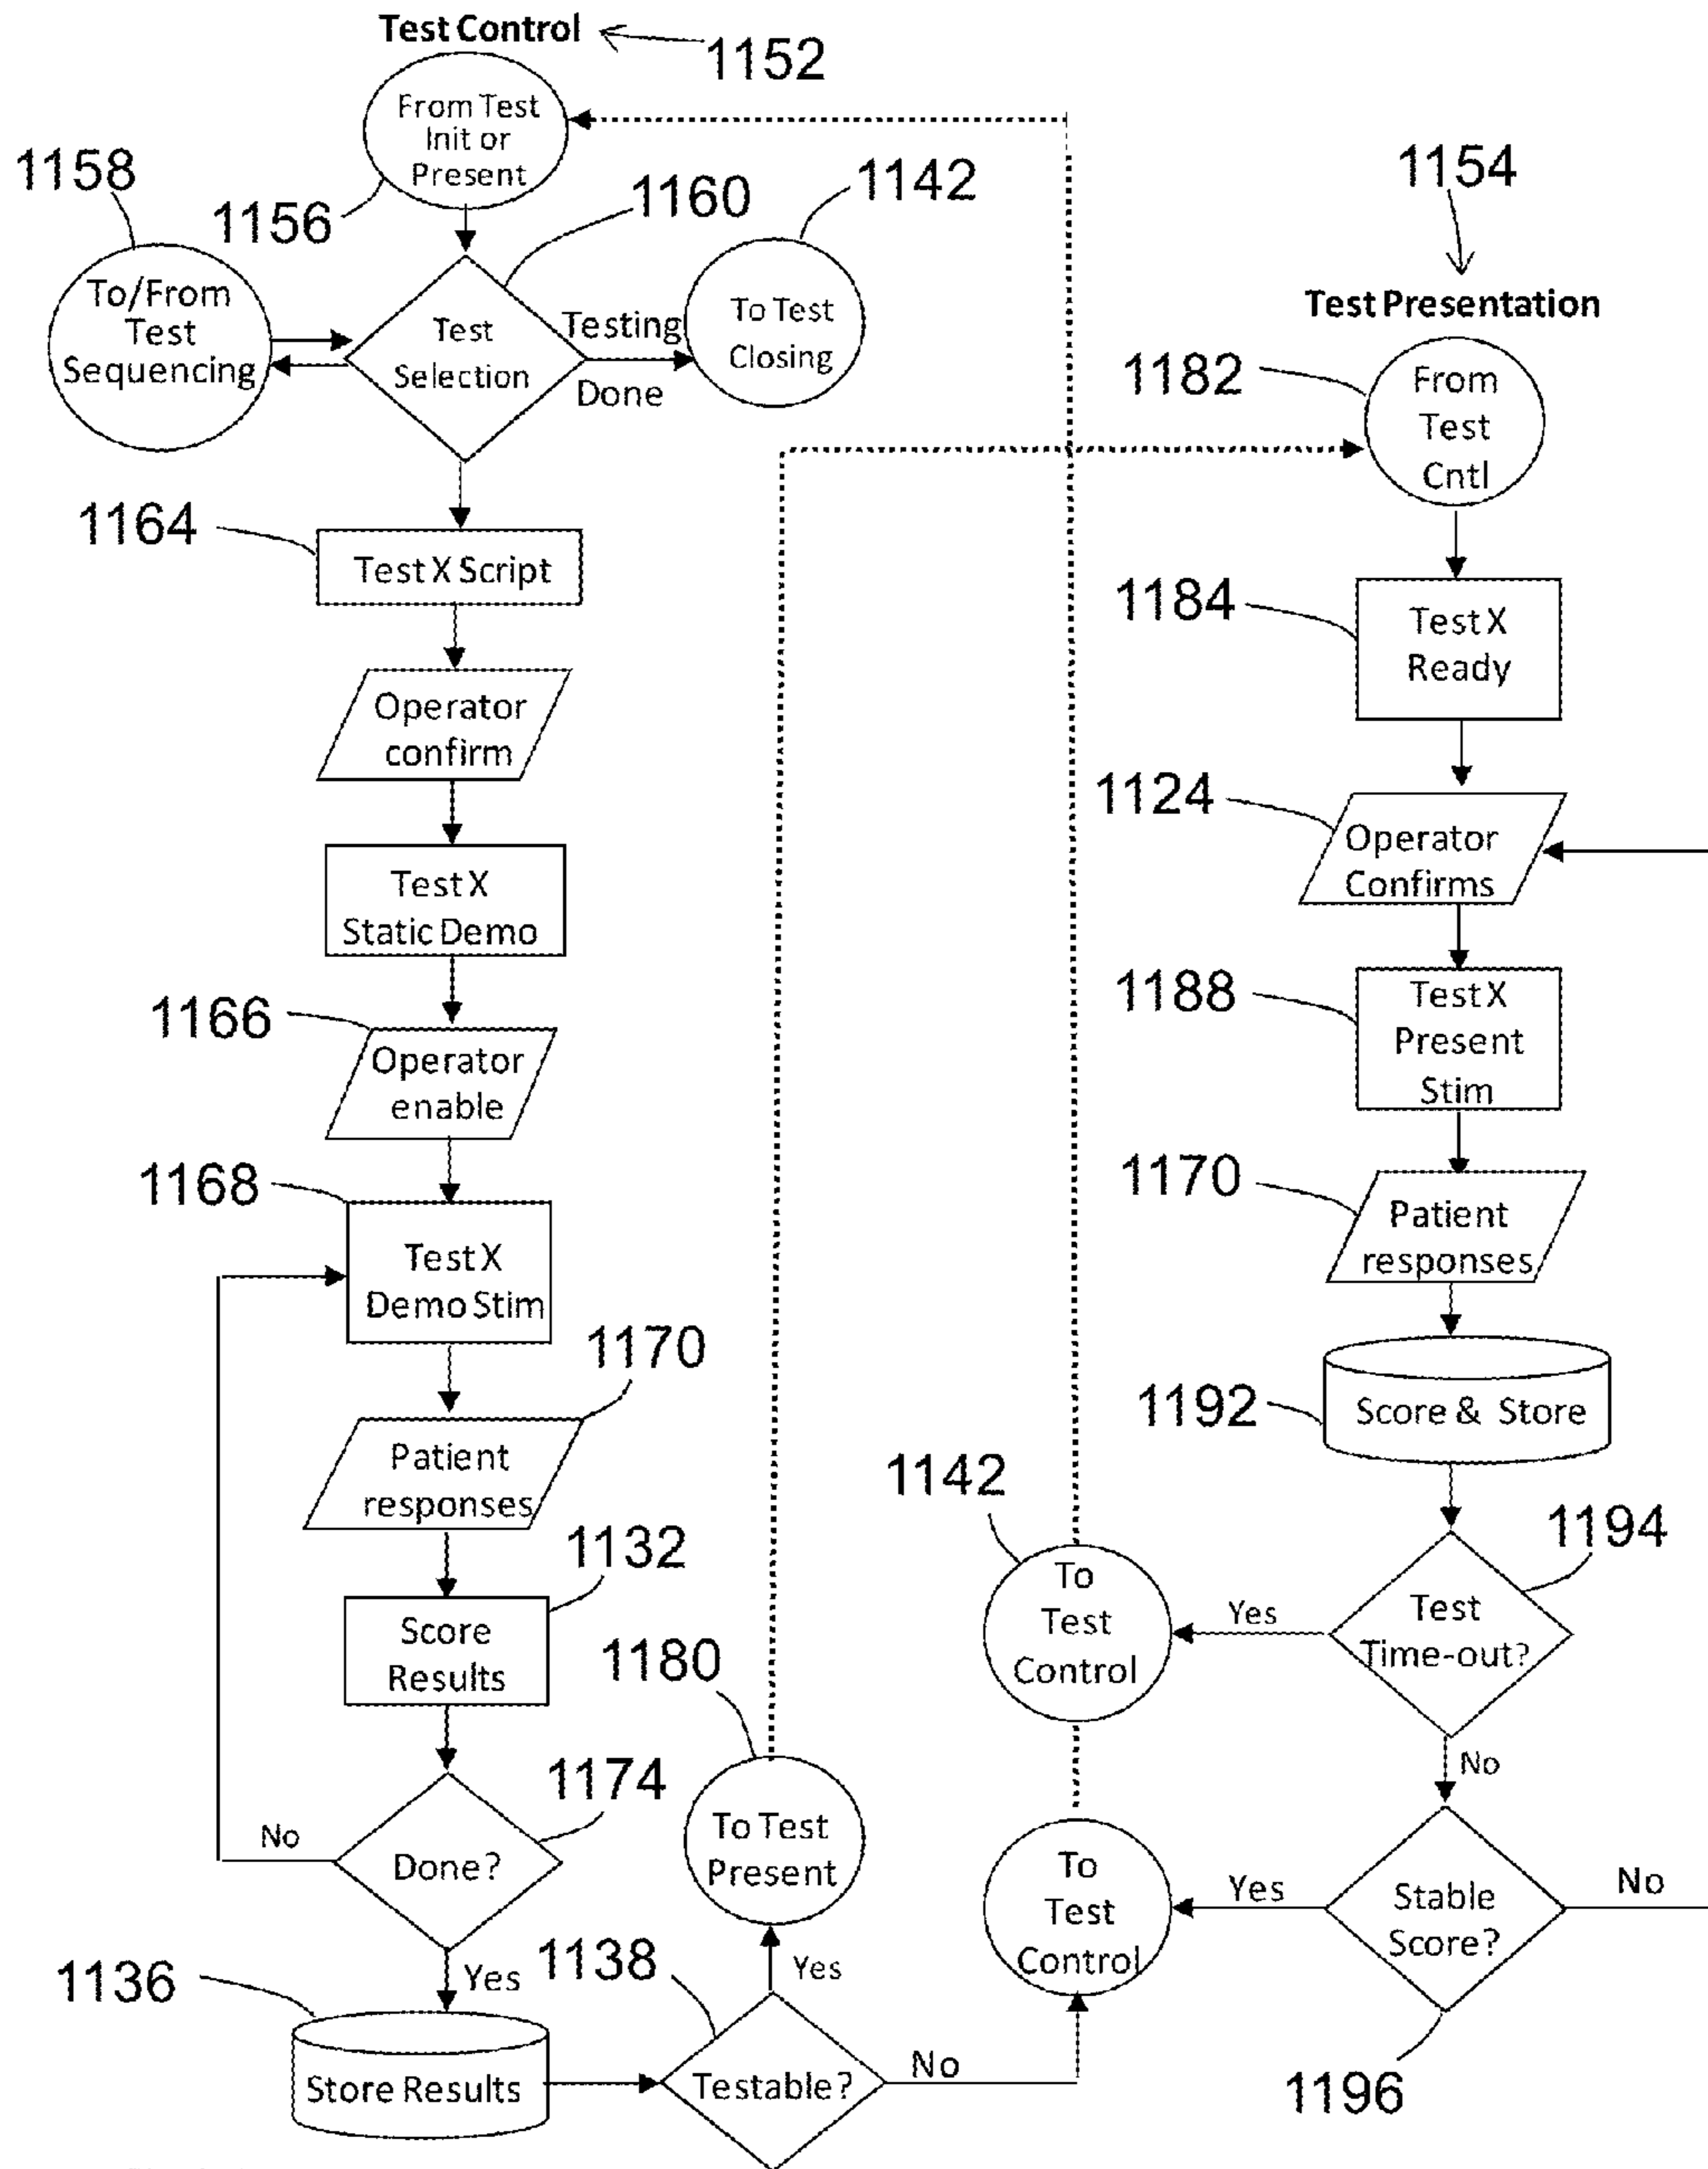 Test Control
1152
From Test
Init or
Present
1156
1158
To/From
Test
Sequencing
1160
Test
Selection
Testing
Done
1142
To Test
Closing
1164
Test X Script
Operator
confirm
Test X
Static Demo
1166
Operator
enable
1168
Test X
Demo Stim
1170
Patient
responses
1132
Score
Results
1174
Done?
No
Yes
1136
Store Results
1138
Testable?
Yes
No
1180
To Test
Present
1154
Test Presentation
1182
From
Test
Cntl
1184
Test X
Ready
1124
Operator
Confirms
1188
Test X
Present
Stim
1170
Patient
responses
1192
Score & Store
1194
Test
Time-out?
Yes
No
1142
To
Test
Control
Stable
Score?
Yes
No
1196
To
Test
Control